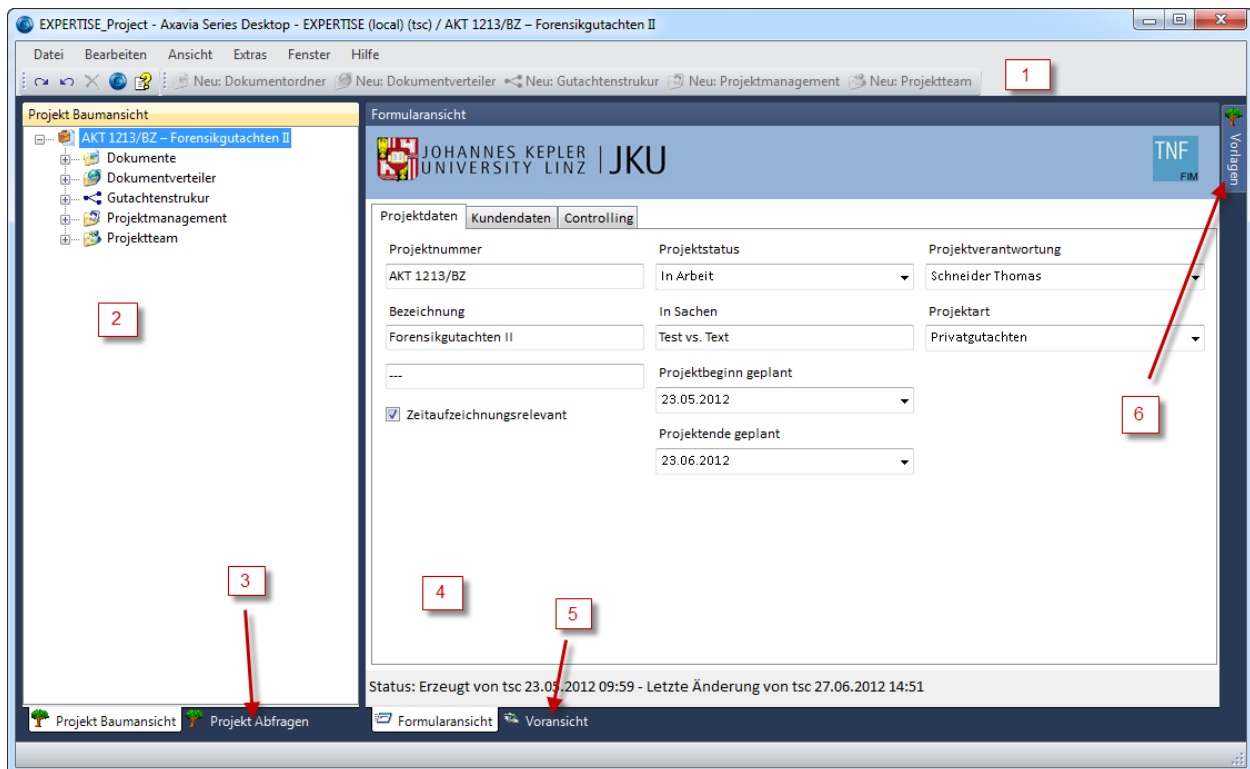 EXPERTISE_Project - Axavia Series Desktop - EXPERTISE (local) (tsc) / AKT 1213/BZ – Forensikgutachten II
Datei Bearbeiten Ansicht Extras Fenster Hilfe
Neu: Dokumentordner Neu: Dokumentverteiler Neu: Gutachtenstrukur Neu: Projektmanagement Neu: Projektteam
1
Projekt Baumansicht
AKT 1213/BZ – Forensikgutachten II
Dokumente
Dokumentverteiler
Gutachtenstrukur
Projektmanagement
Projektteam
2
3
Projekt Baumansicht Projekt Abfragen
Formularansicht
JOHANNES KEPLER
UNIVERSITY LINZ | JKU
TNF
FIM
Projektdaten Kundendaten Controlling
Projektnummer Projektstatus Projektverantwortung
AKT 1213/BZ In Arbeit Schneider Thomas
Bezeichnung In Sachen Projektart
Forensikgutachten II Test vs. Text Privatgutachten
--- Projektbeginn geplant
23.05.2012
Zeitaufzeichnungsrelevant
Projektende geplant
23.06.2012
4
5
Status: Erzeugt von tsc 23.05.2012 09:59 - Letzte Änderung von tsc 27.06.2012 14:51
Formularansicht Voransicht
Vorlagen
6